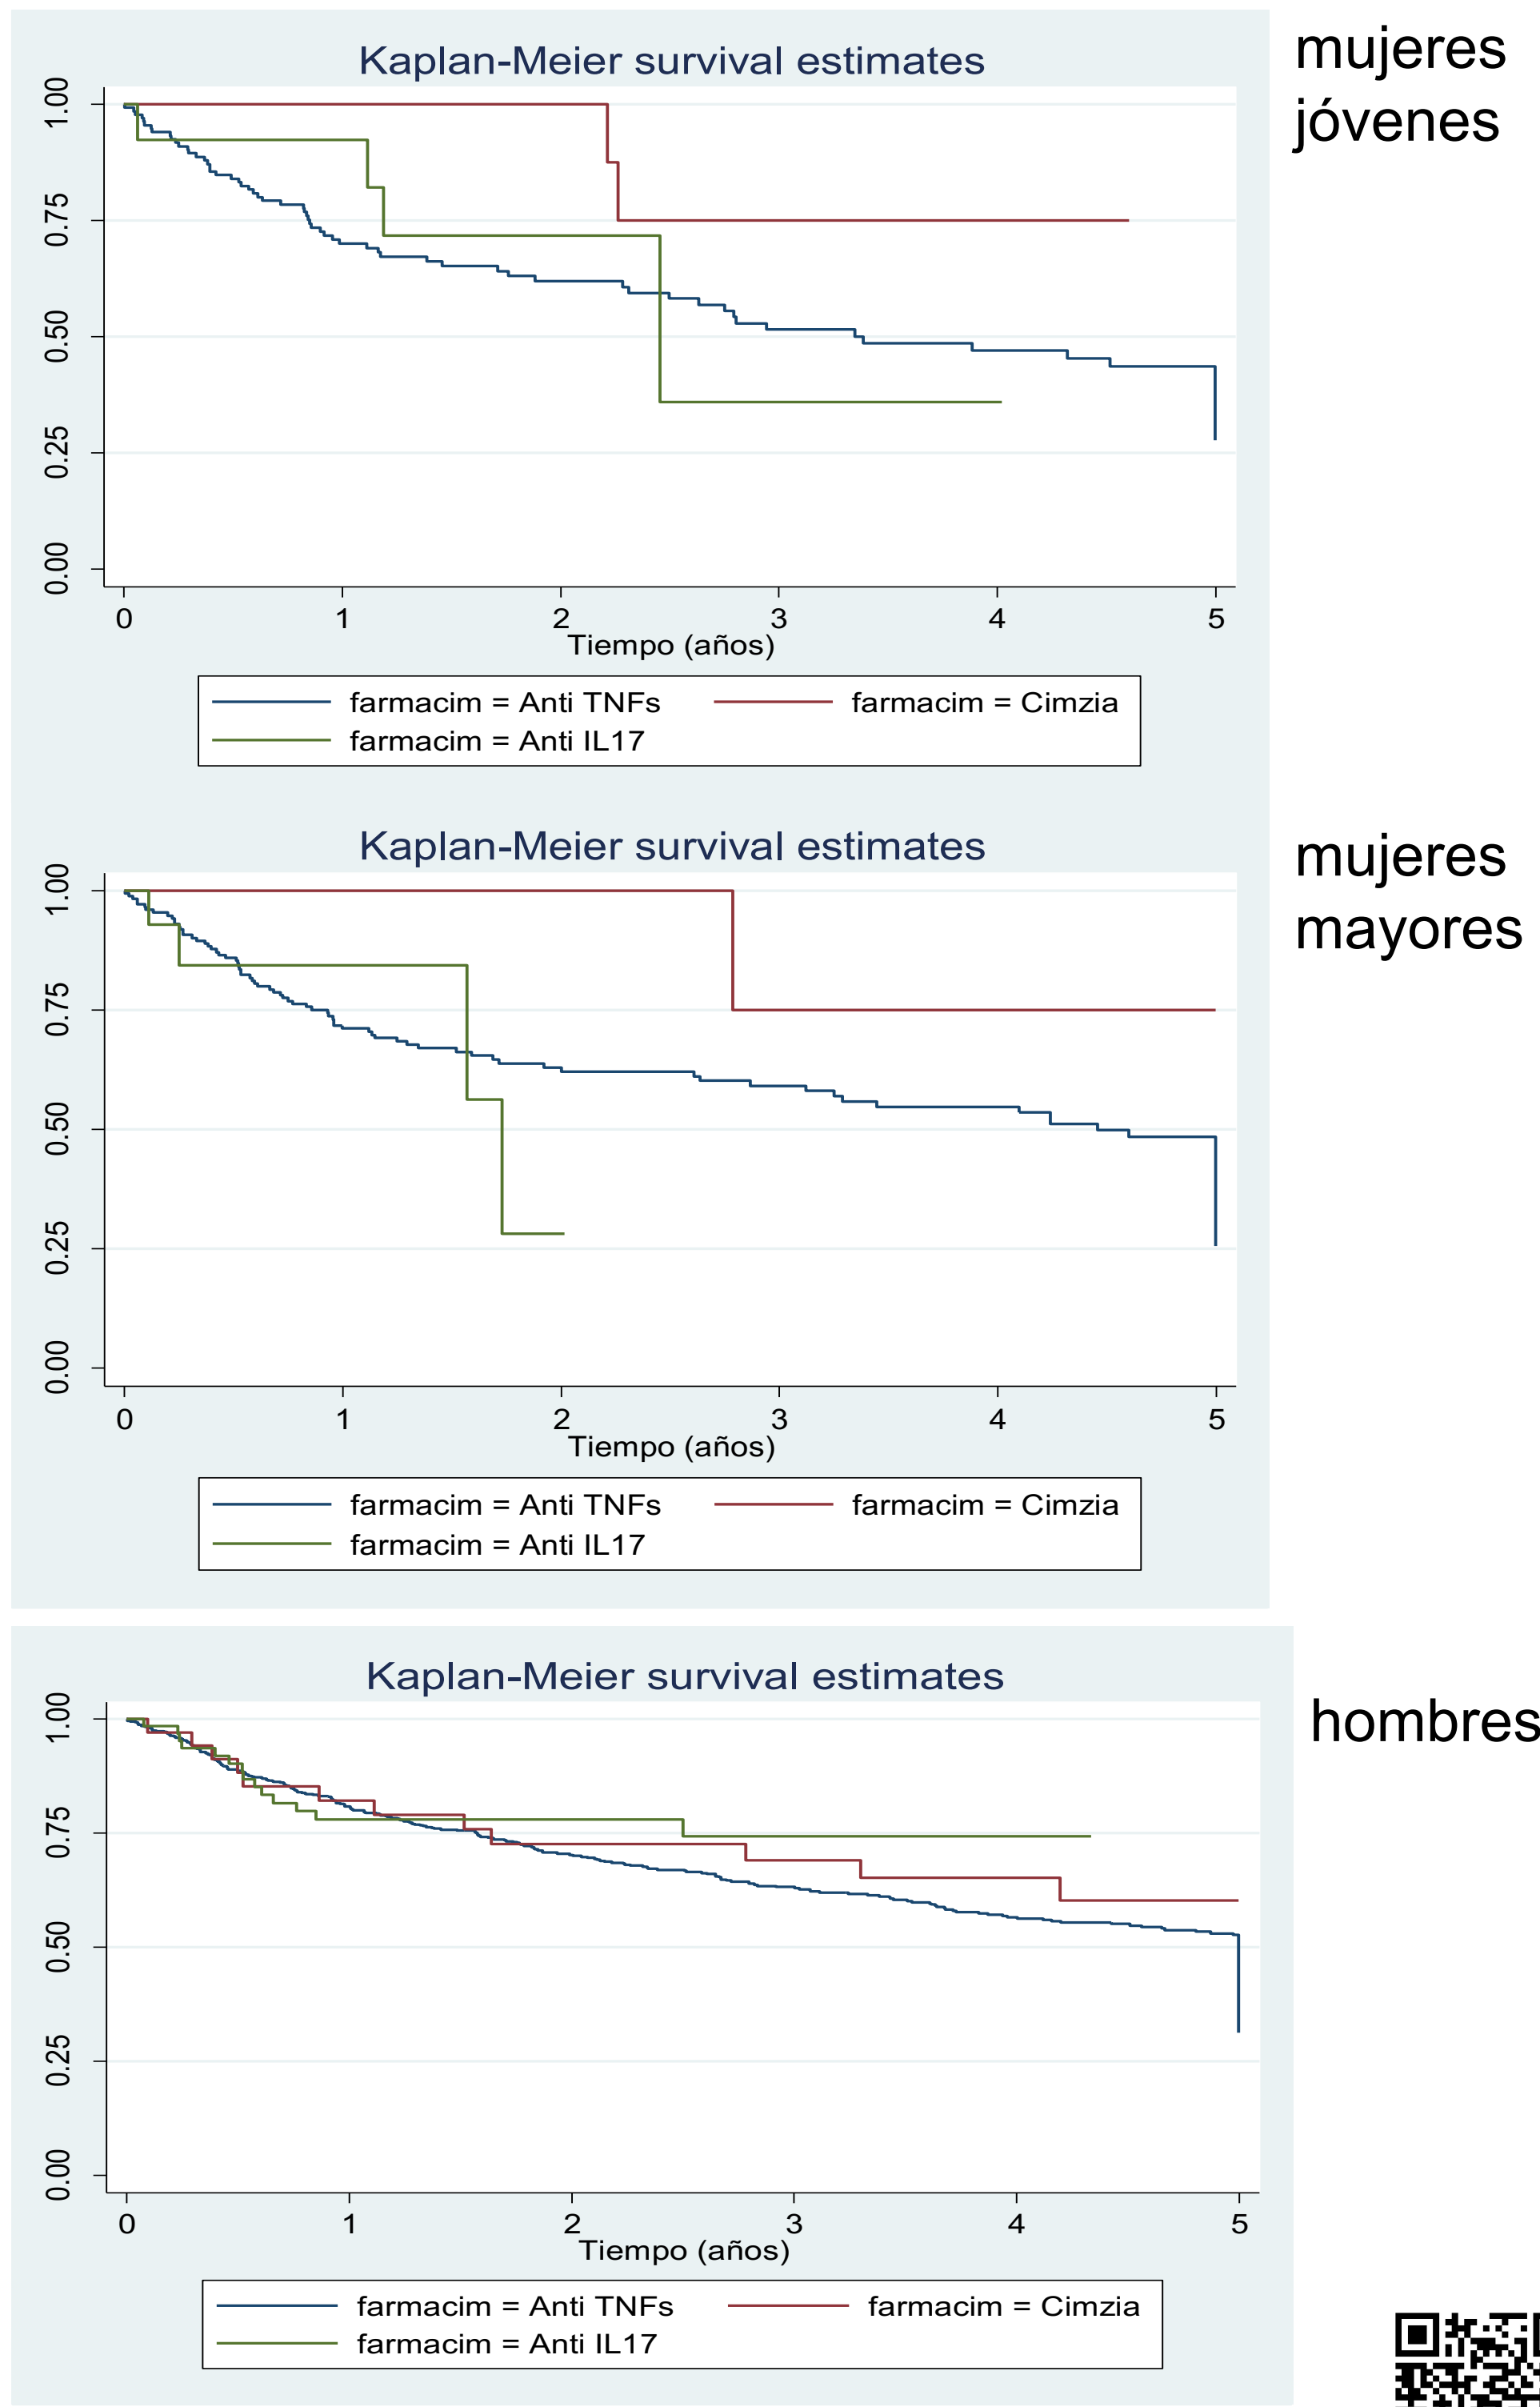 Kaplan-Meier survival estimates
mujeres
jóvenes
1.00
0.75
0.50
0.25
0.00
0 1 2 3 4 5
Tiempo (años)
farmacim = Anti TNFs farmacim = Cimzia
farmacim = Anti IL17
Kaplan-Meier survival estimates
mujeres
mayores
1.00
0.75
0.50
0.25
0.00
0 1 2 3 4 5
Tiempo (años)
farmacim = Anti TNFs farmacim = Cimzia
farmacim = Anti IL17
Kaplan-Meier survival estimates
hombres
1.00
0.75
0.50
0.25
0.00
0 1 2 3 4 5
Tiempo (años)
farmacim = Anti TNFs farmacim = Cimzia
farmacim = Anti IL17